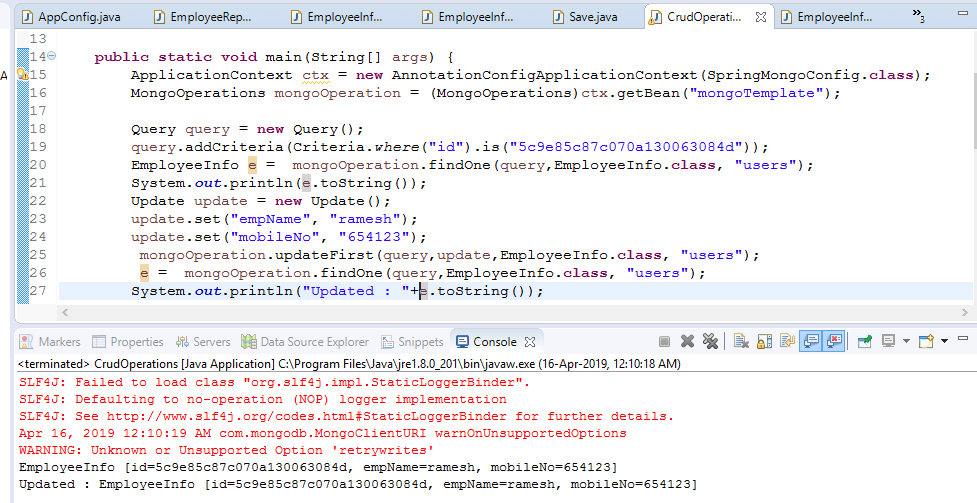 AppConfig.java EmployeeRep... EmployeeInf... EmployeeInf... Save.java CrudOperati... EmployeeInf... »3
13
14 public static void main(String[] args) {
A 15 ApplicationContext ctx = new AnnotationConfigApplicationContext(SpringMongoConfig.class);
16 MongoOperations mongoOperation = (MongoOperations)ctx.getBean("mongoTemplate");
17
18 Query query = new Query();
19 query.addCriteria(Criteria.where("id").is("5c9e85c87c070a130063084d"));
20 EmployeeInfo e = mongoOperation.findOne(query,EmployeeInfo.class, "users");
21 System.out.println(e.toString());
22 Update update = new Update();
23 update.set("empName", "ramesh");
24 update.set("mobileNo", "654123");
25 mongoOperation.updateFirst(query,update,EmployeeInfo.class, "users");
26 e = mongoOperation.findOne(query,EmployeeInfo.class, "users");
27 System.out.println("Updated : "+e.toString());
Markers Properties Servers Data Source Explorer Snippets Console
<terminated> CrudOperations [Java Application] C:\Program Files\Java\jre1.8.0_201\bin\javaw.exe (16-Apr-2019, 12:10:18 AM)
SLF4J: Failed to load class "org.slf4j.impl.StaticLoggerBinder".
SLF4J: Defaulting to no-operation (NOP) logger implementation
SLF4J: See http://www.slf4j.org/codes.html#StaticLoggerBinder for further details.
Apr 16, 2019 12:10:19 AM com.mongodb.MongoClientURI warnOnUnsupportedOptions
WARNING: Unknown or Unsupported Option 'retrywrites'
EmployeeInfo [id=5c9e85c87c070a130063084d, empName=ramesh, mobileNo=654123]
Updated : EmployeeInfo [id=5c9e85c87c070a130063084d, empName=ramesh, mobileNo=654123]